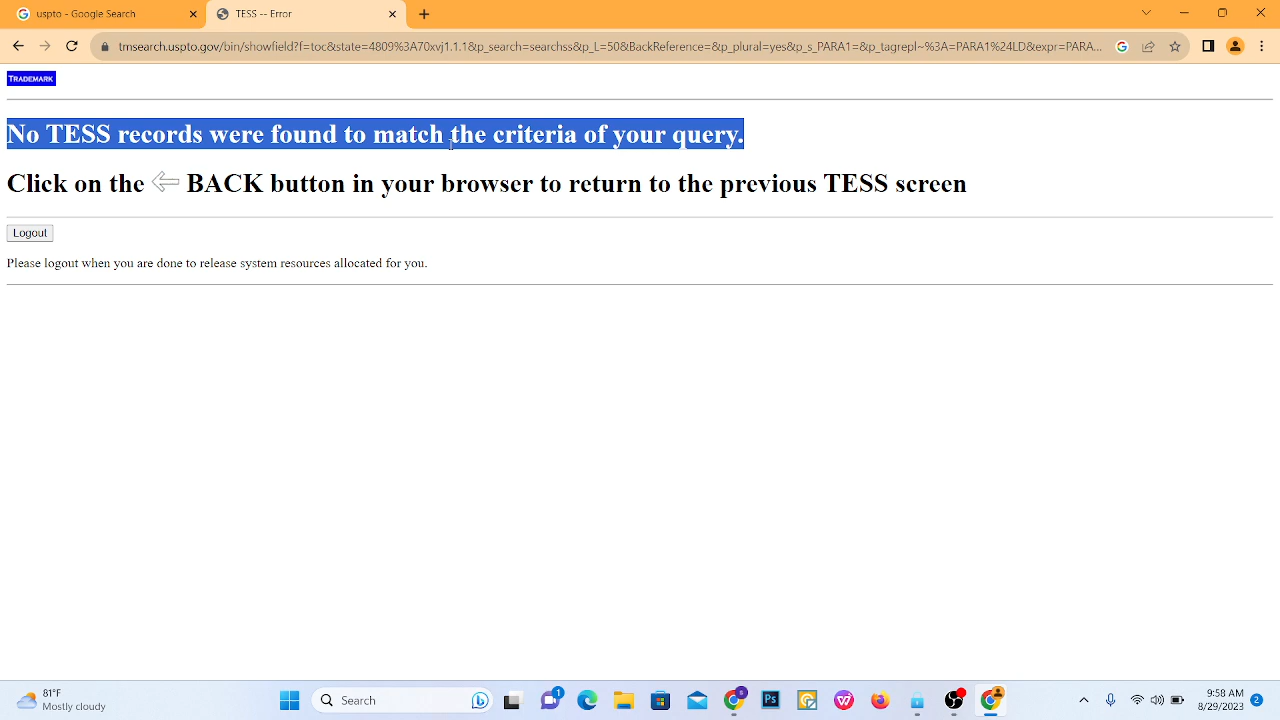 uspto - Google Search
TESS -- Error
tmsearch.uspto.gov/bin/showfield?f=toc&state=4809%3A70xvj1.1.1&p_search=searchss&p_L=50&BackReference=&p_plural=yes&p_s_PARA1=&p_tagrepl~%3A=PARA1%24LD&expr=PARA...
TRADEMARK
No TESS records were found to match the criteria of your query.
Click on the BACK button in your browser to return to the previous TESS screen
Logout
Please logout when you are done to release system resources allocated for you.
81°F
Mostly cloudy
Search
1
8
Ps
9:58 AM
8/29/2023
2